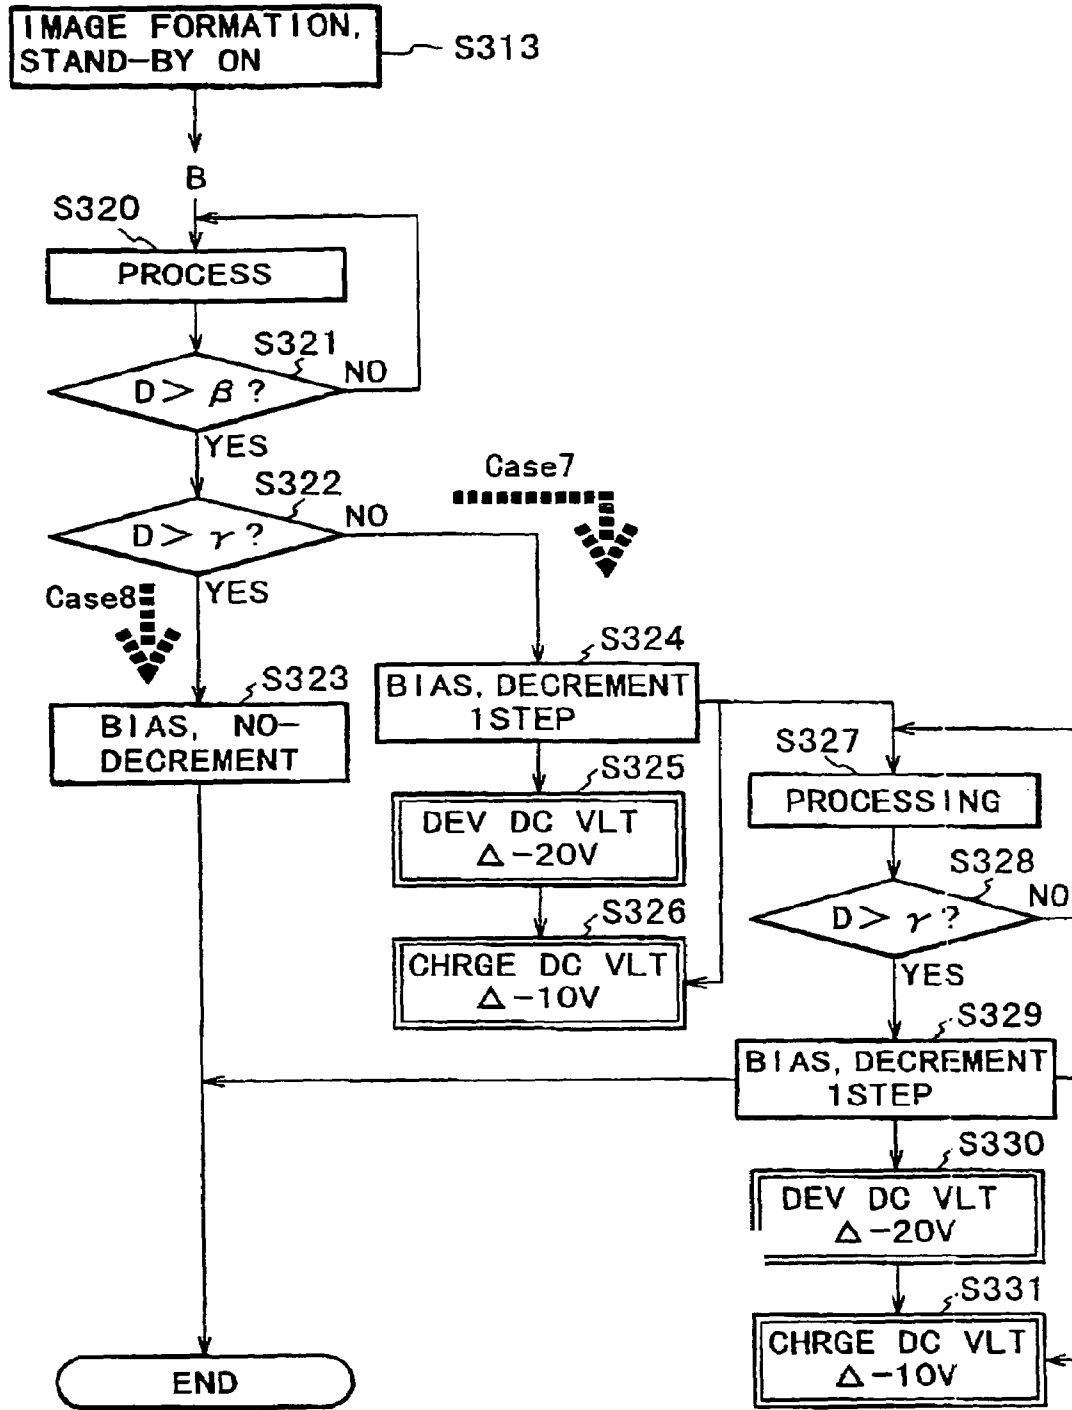 IMAGE FORMATION,
STAND-BY ON
S313
B
S320
PROCESS
S321
D > β ?
NO
YES
S322
D > γ ?
NO
YES
Case7
Case8
S323
BIAS, NO-
DECREMENT
S324
BIAS, DECREMENT
1STEP
S325
DEV DC VLT
△ -20V
S326
CHRGE DC VLT
△ -10V
S327
PROCESSING
S328
D > γ ?
NO
YES
S329
BIAS, DECREMENT
1STEP
S330
DEV DC VLT
△ -20V
S331
CHRGE DC VLT
△ -10V
END